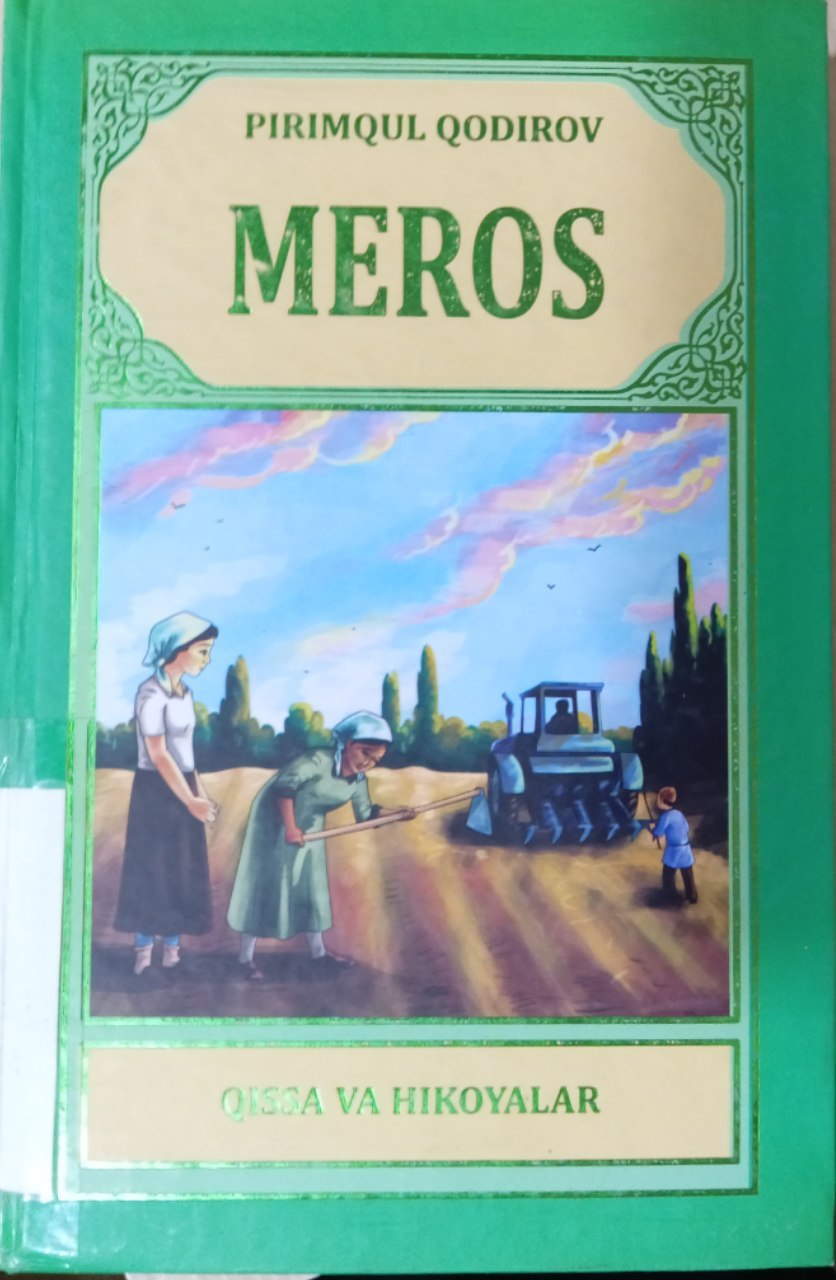 PIRIMQUL QODIROV
MEROS
QISSA VA HIKOYALAR